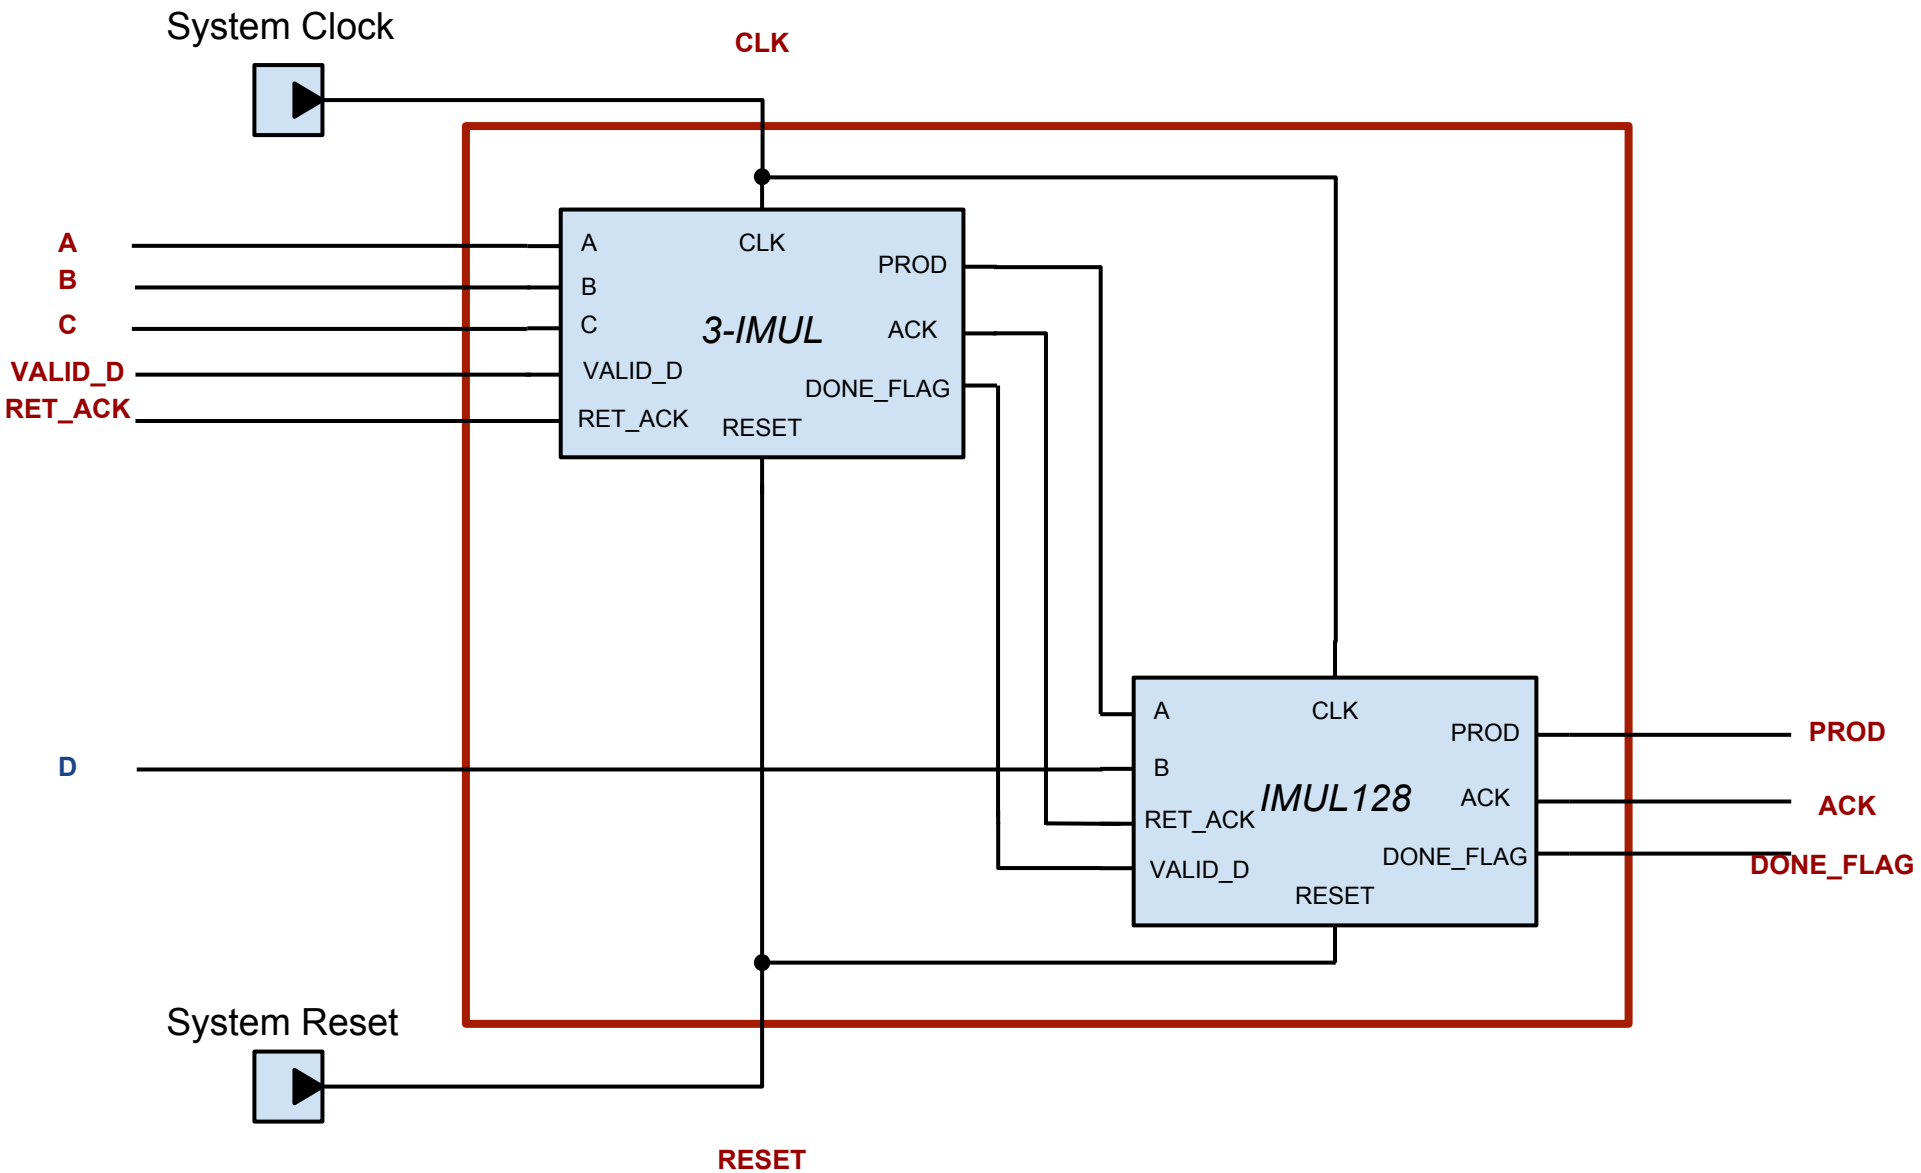 System Clock
CLK
A
B
C
VALID_D
RET_ACK
A
B
C
VALID_D
RET_ACK
CLK
3-IMUL
RESET
PROD
ACK
DONE_FLAG
D
A
B
RET_ACK
VALID_D
CLK
IMUL128
RESET
PROD
ACK
DONE_FLAG
PROD
ACK
DONE_FLAG
System Reset
RESET